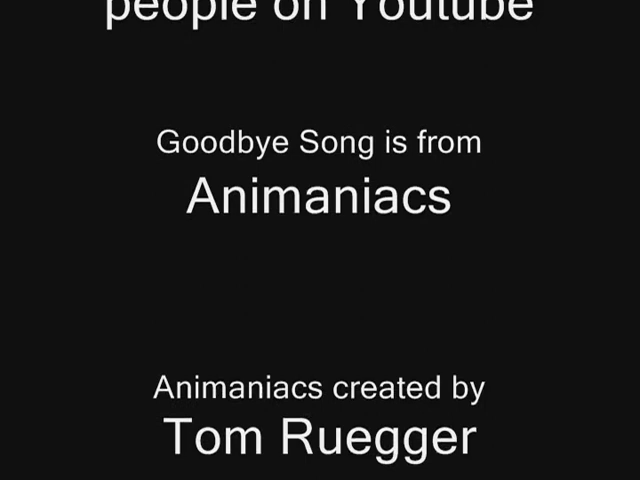 people on Youtube
Goodbye Song is from
Animaniacs
Animaniacs created by
Tom Ruegger